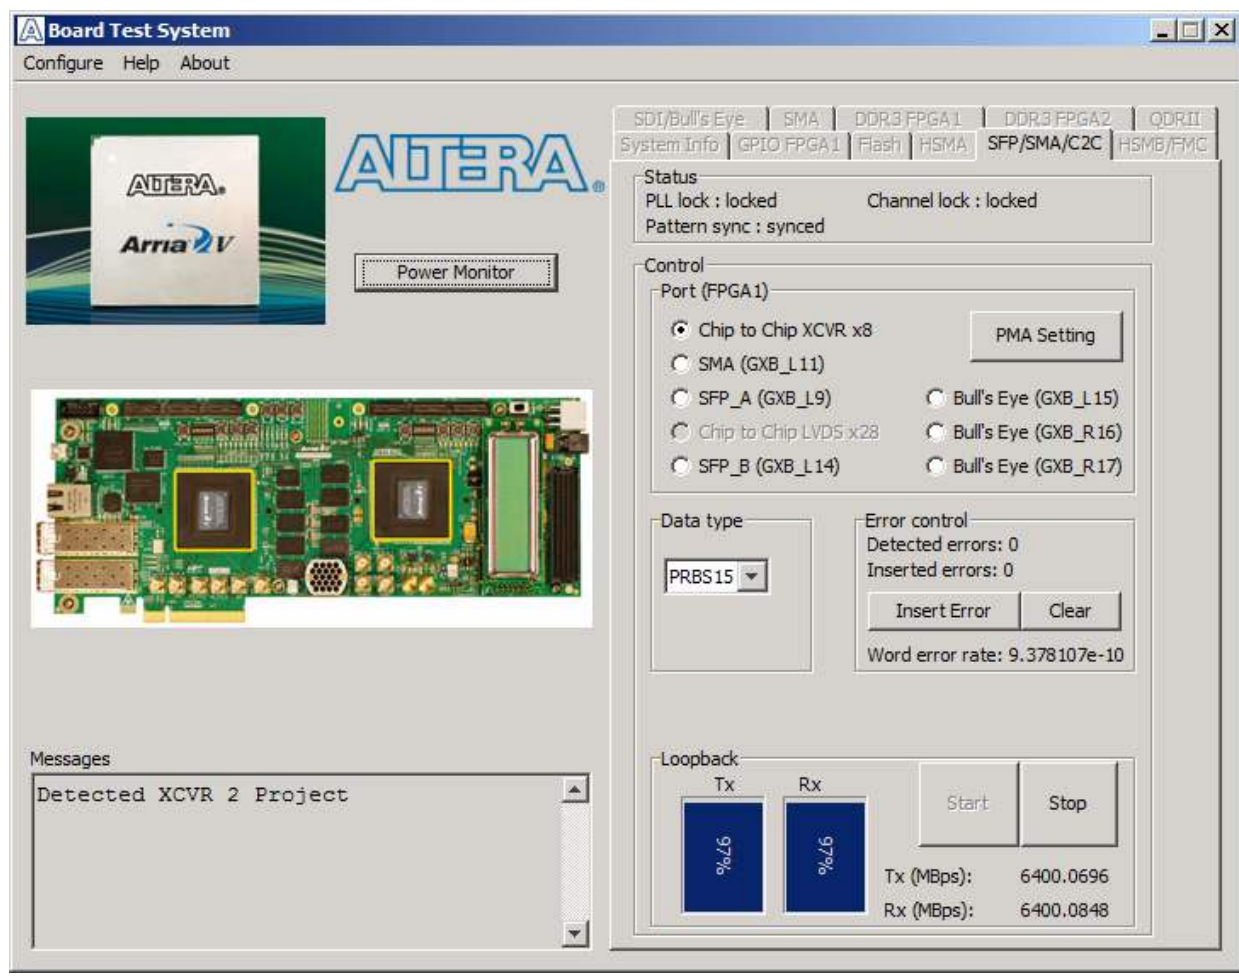 Board Test System
Configure Help About
SDI/Bull's Eye SMA DDR3 FPGA1 DDR3 FPGA2 QDRII
System Info GPIO FPGA1 Flash HSMA SFP/SMA/C2C HSMB/FMC
ALTERA®
Arria V
ALTERA®
Power Monitor
Status
PLL lock : locked Channel lock : locked
Pattern sync : synced
Control
Port (FPGA1)
Chip to Chip XCVR x8
PMA Setting
SMA (GXB_L11)
SFP_A (GXB_L9) Bull's Eye (GXB_L15)
Chip to Chip LVDS x28 Bull's Eye (GXB_R16)
SFP_B (GXB_L14) Bull's Eye (GXB_R17)
Data type
PRBS15
Error control
Detected errors: 0
Inserted errors: 0
Insert Error Clear
Word error rate: 9.378107e-10
Messages
Detected XCVR 2 Project
Loopback
Tx Rx
97% 97%
Start Stop
Tx (MBps): 6400.0696
Rx (MBps): 6400.0848